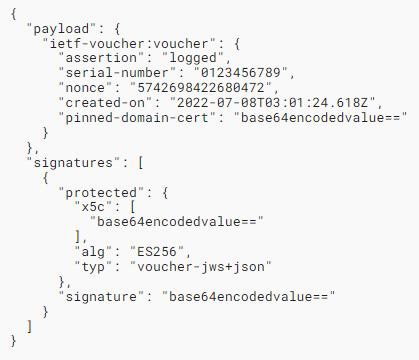 {
  "payload": {
    "ietf-voucher:voucher": {
      "assertion": "logged",
      "serial-number": "0123456789",
      "nonce": "5742698422680472",
      "created-on": "2022-07-08T03:01:24.618Z",
      "pinned-domain-cert": "base64encodedvalue=="
    }
  },
  "signatures": [
    {
      "protected": {
        "x5c": [
          "base64encodedvalue=="
        ],
        "alg": "ES256",
        "typ": "voucher-jws+json"
      },
      "signature": "base64encodedvalue=="
    }
  ]
}